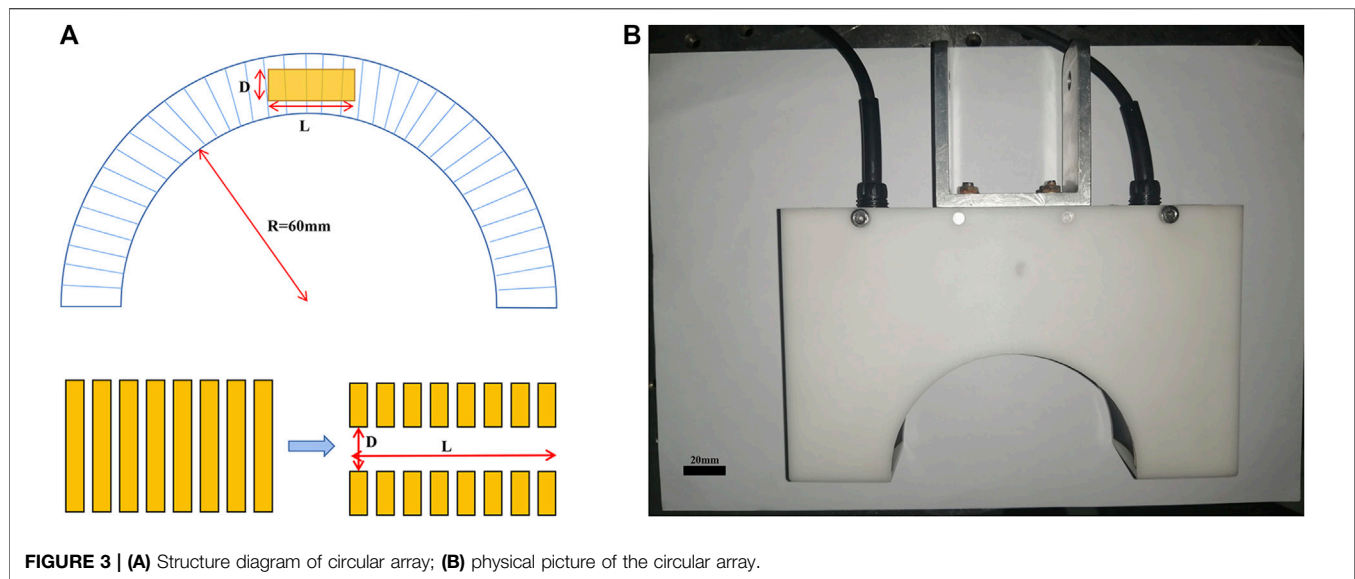 A
D
L
R=60mm
D
L
B
20mm
FIGURE 3 | (A) Structure diagram of circular array; (B) physical picture of the circular array.